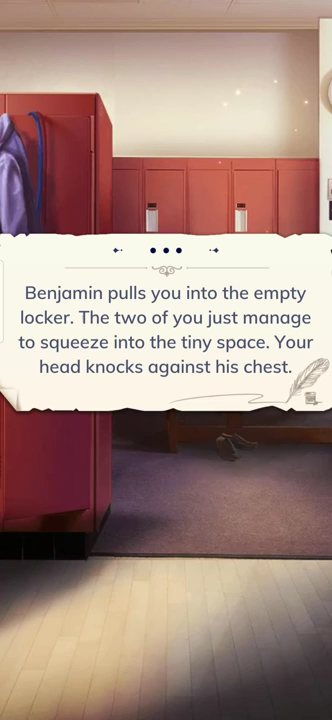 Benjamin pulls you into the empty
locker. The two of you just manage
to squeeze into the tiny space. Your
head knocks against his chest.